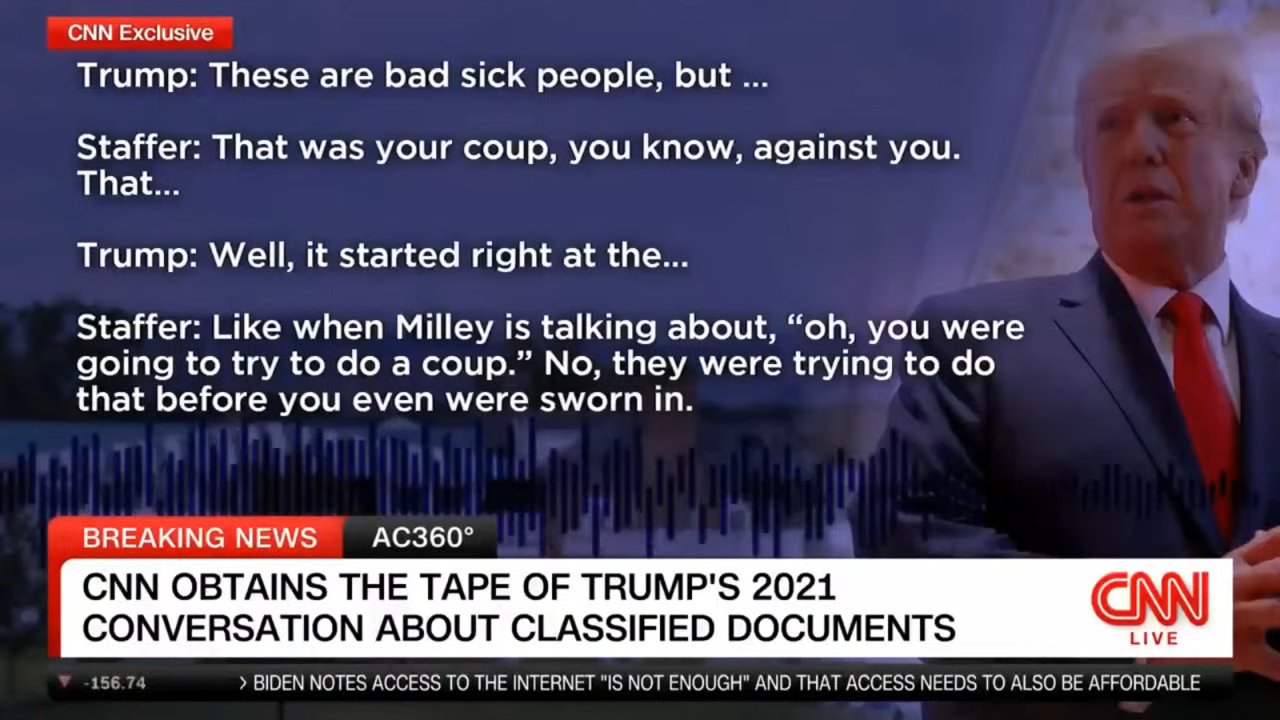 CNN Exclusive
Trump: These are bad sick people, but ...
Staffer: That was your coup, you know, against you.
That...
Trump: Well, it started right at the...
Staffer: Like when Milley is talking about, “oh, you were
going to try to do a coup.” No, they were trying to do
that before you even were sworn in.
BREAKING NEWS AC360°
CNN OBTAINS THE TAPE OF TRUMP'S 2021
CONVERSATION ABOUT CLASSIFIED DOCUMENTS
CNN
LIVE
-156.74 > BIDEN NOTES ACCESS TO THE INTERNET "IS NOT ENOUGH" AND THAT ACCESS NEEDS TO ALSO BE AFFORDABLE